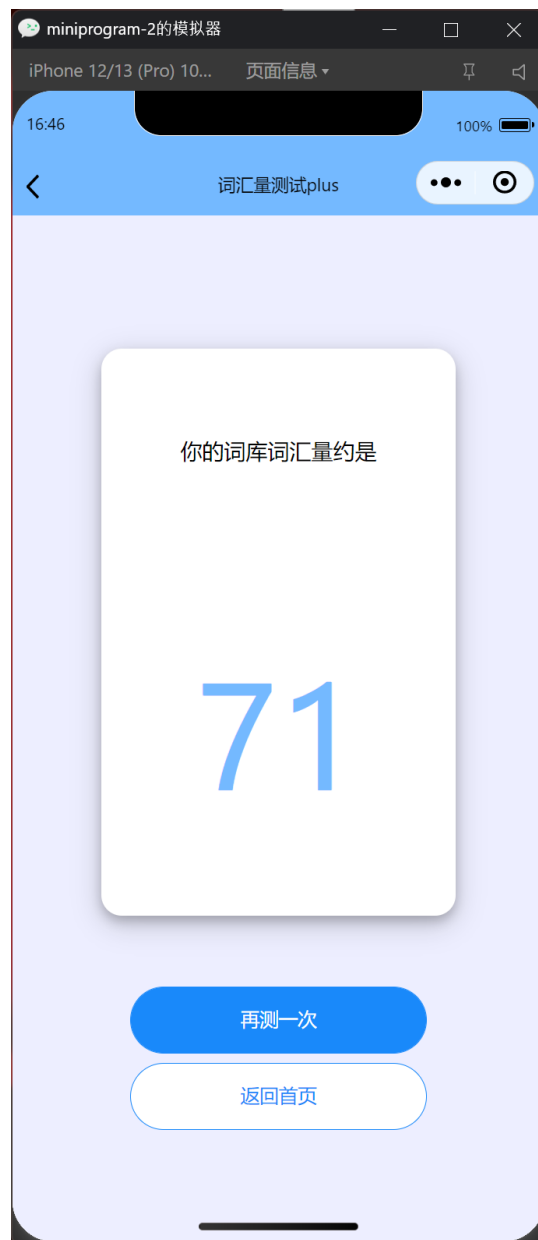 miniprogram-2的模拟器
iPhone 12/13 (Pro) 10... 页面信息
16:46 100%
词汇量测试plus
你的词库词汇量约是
71
再测一次
返回首页